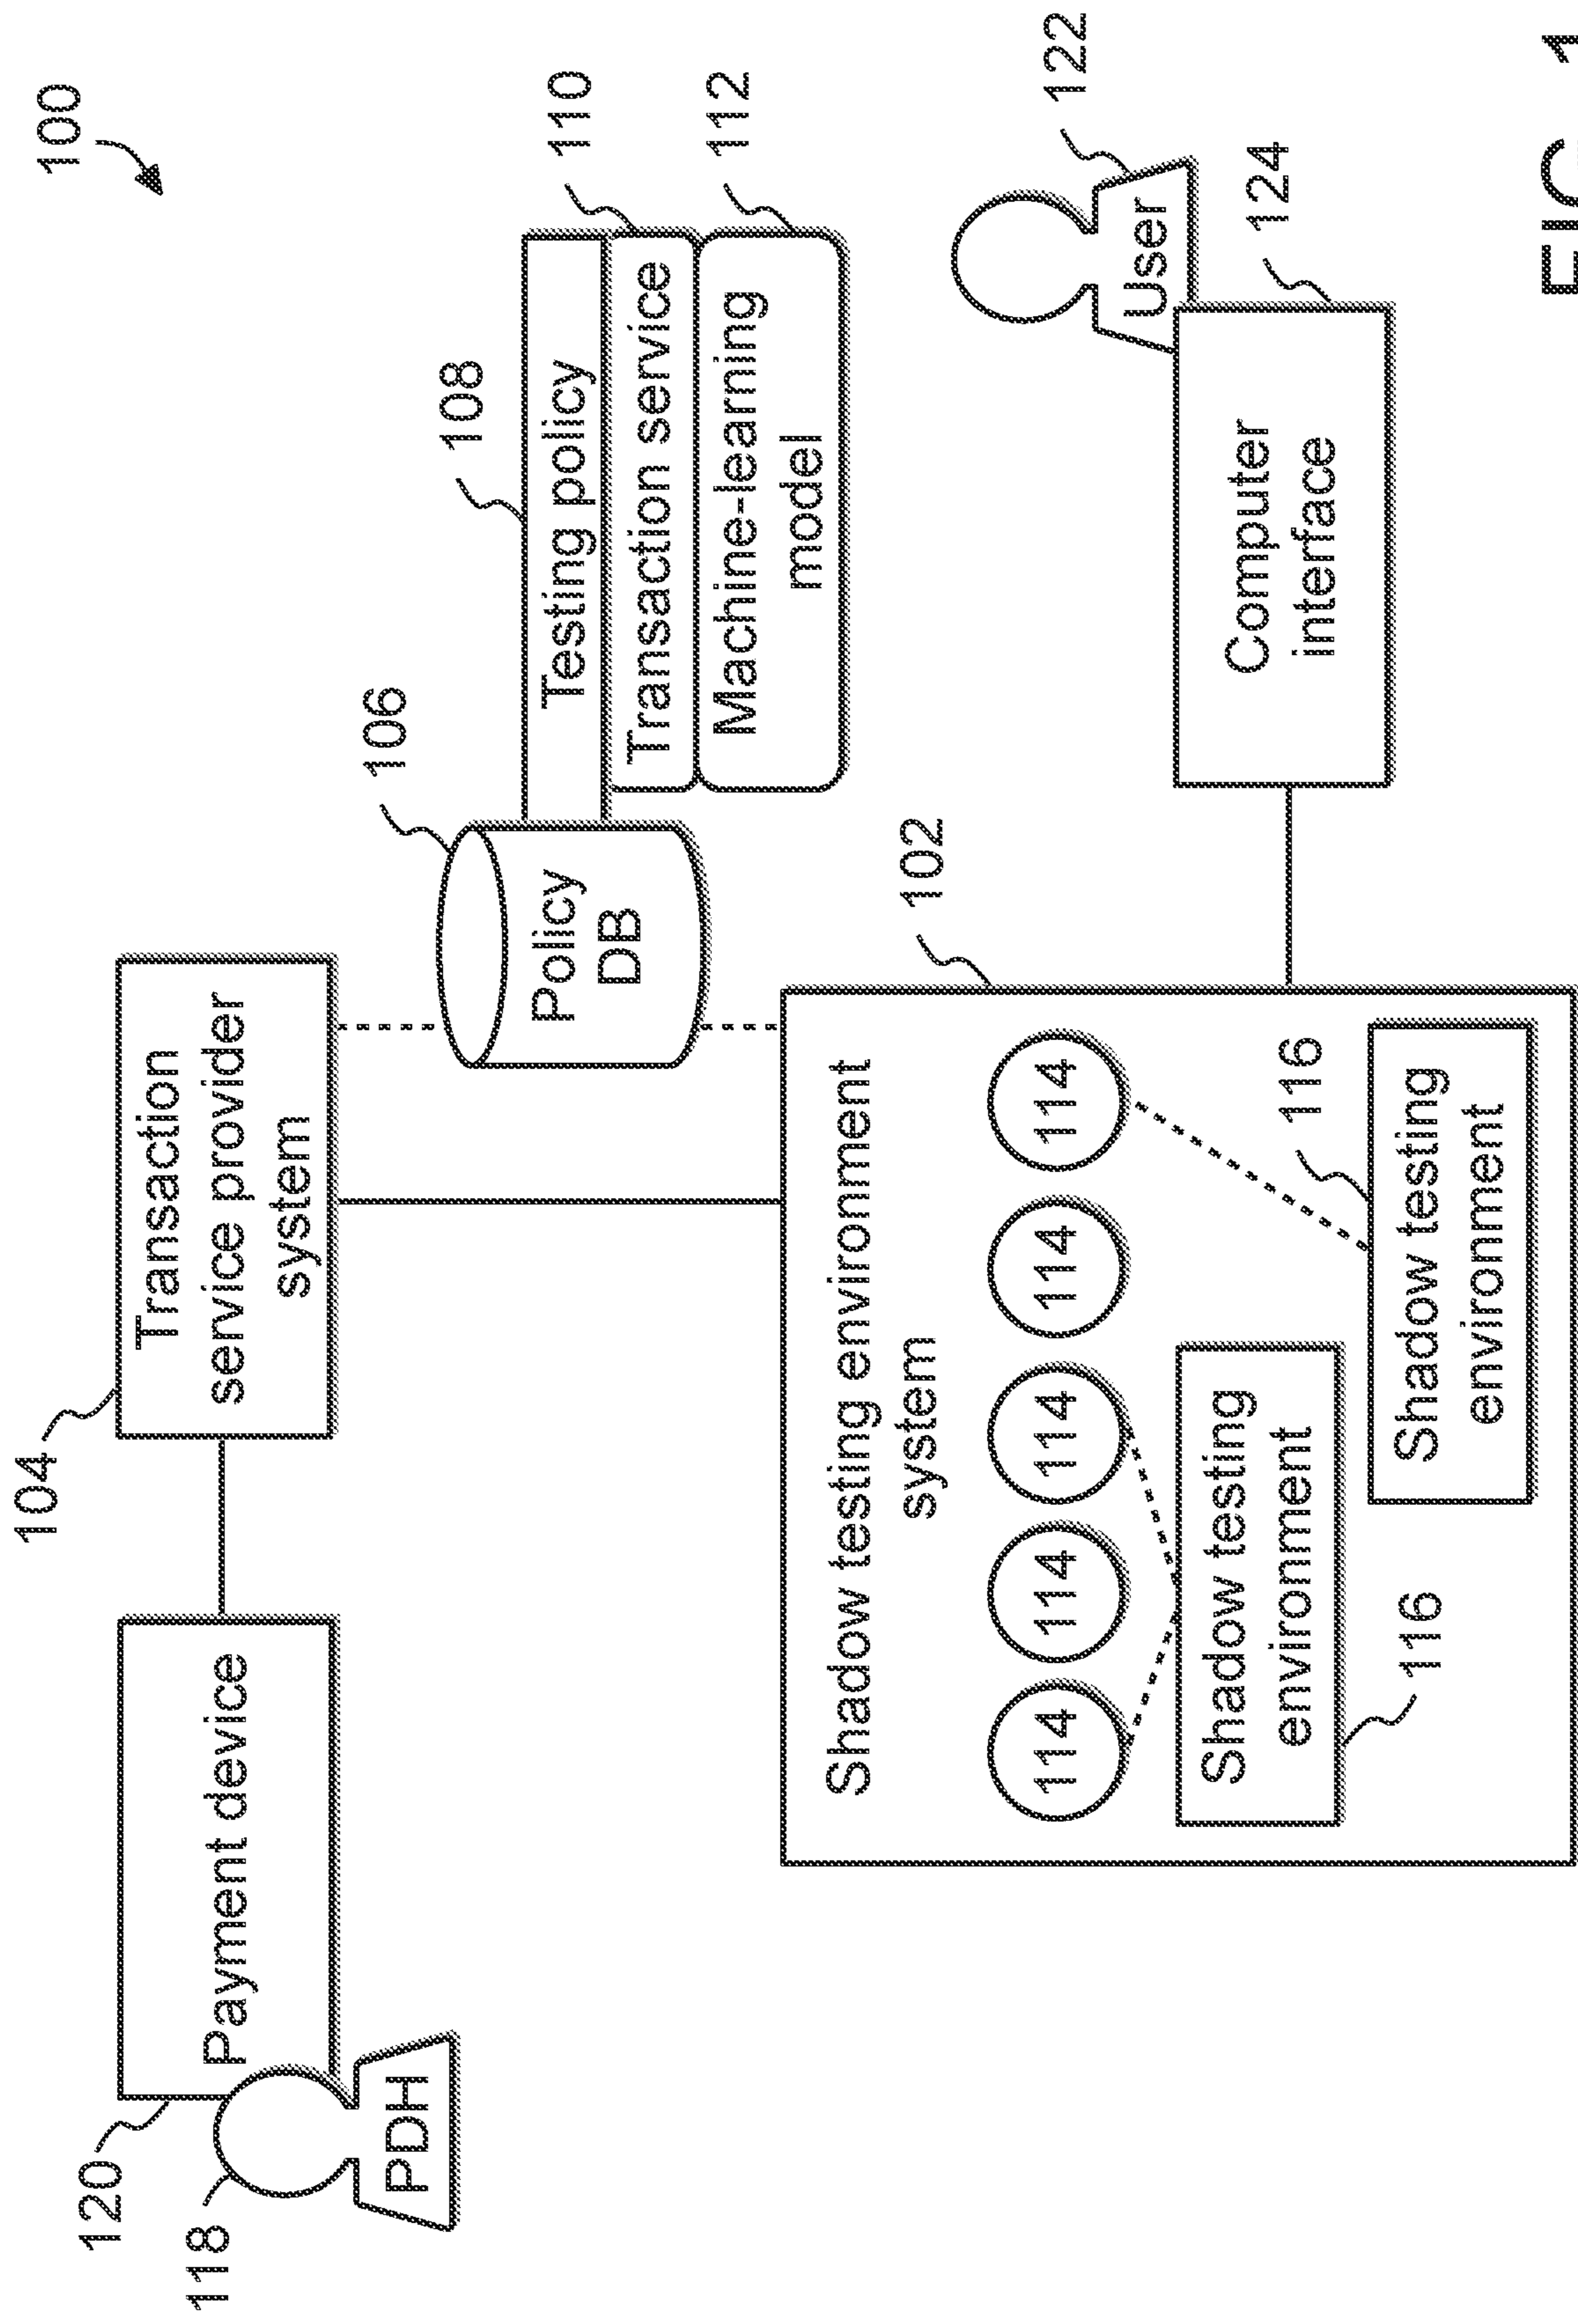 100
104
Transaction
service provider
system
120
Payment device
118
PDH
106
Policy
DB
108
Testing policy
110
Transaction service
112
Machine-learning
model
102
Shadow testing environment
system
114
114
114
114
114
Shadow testing
environment
116
116
Shadow testing
environment
122
User
124
Computer
interface
FIG. 1